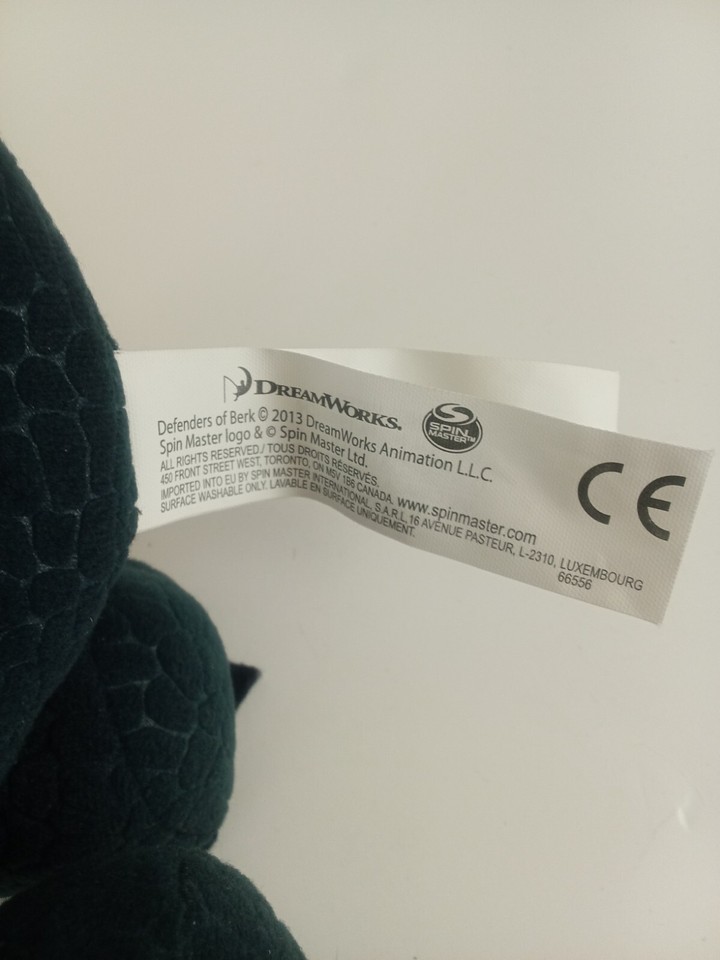 DREAMWORKS.
SPIN
MASTER™
Defenders of Berk © 2013 DreamWorks Animation L.L.C.
Spin Master logo & © Spin Master Ltd.
ALL RIGHTS RESERVED./ TOUS DROITS RÉSERVÉS.
450 FRONT STREET WEST, TORONTO, ON M5V 1B6 CANADA. www.spinmaster.com
IMPORTED INTO EU BY SPIN MASTER INTERNATIONAL, S.A.R.L, 16 AVENUE PASTEUR, L-2310, LUXEMBOURG
SURFACE WASHABLE ONLY. LAVABLE EN SURFACE UNIQUEMENT.
66556
CE